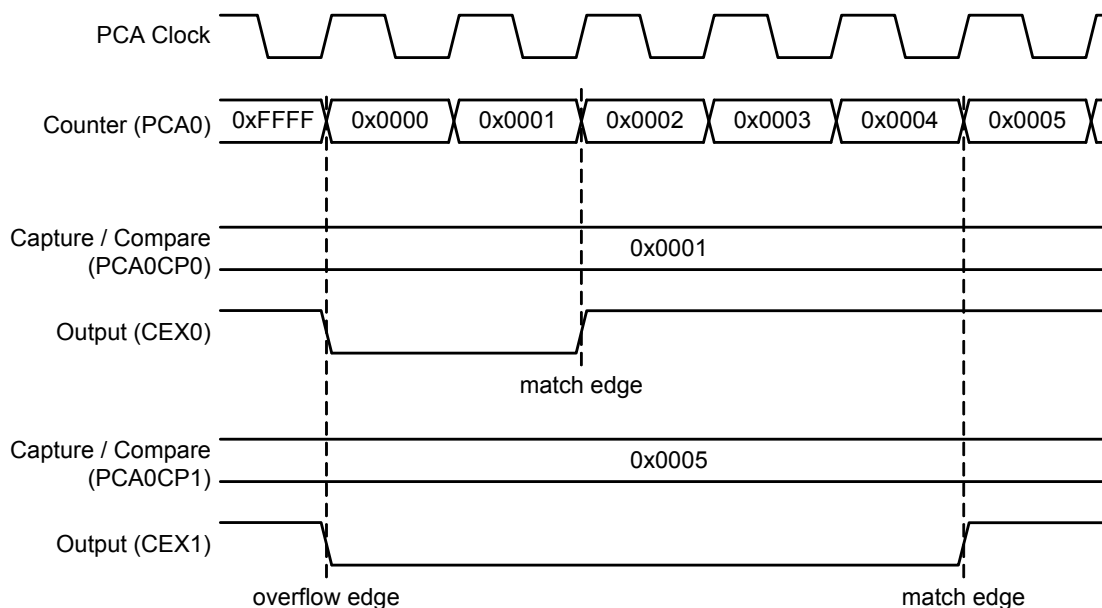 PCA Clock
Counter (PCA0) 0xFFFF 0x0000 0x0001 0x0002 0x0003 0x0004 0x0005
Capture / Compare
(PCA0CP0)
0x0001
Output (CEX0)
match edge
Capture / Compare
(PCA0CP1)
0x0005
Output (CEX1)
overflow edge
match edge